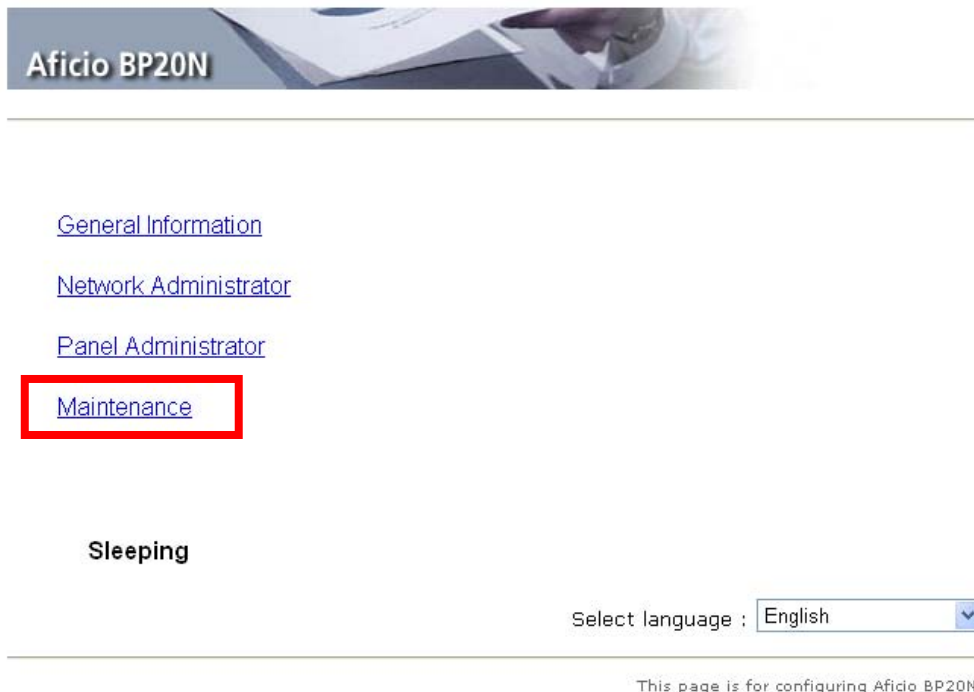 Aficio BP20N
General Information
Network Administrator
Panel Administrator
Maintenance
Sleeping
Select language : English
This page is for configuring Aficio BP20N